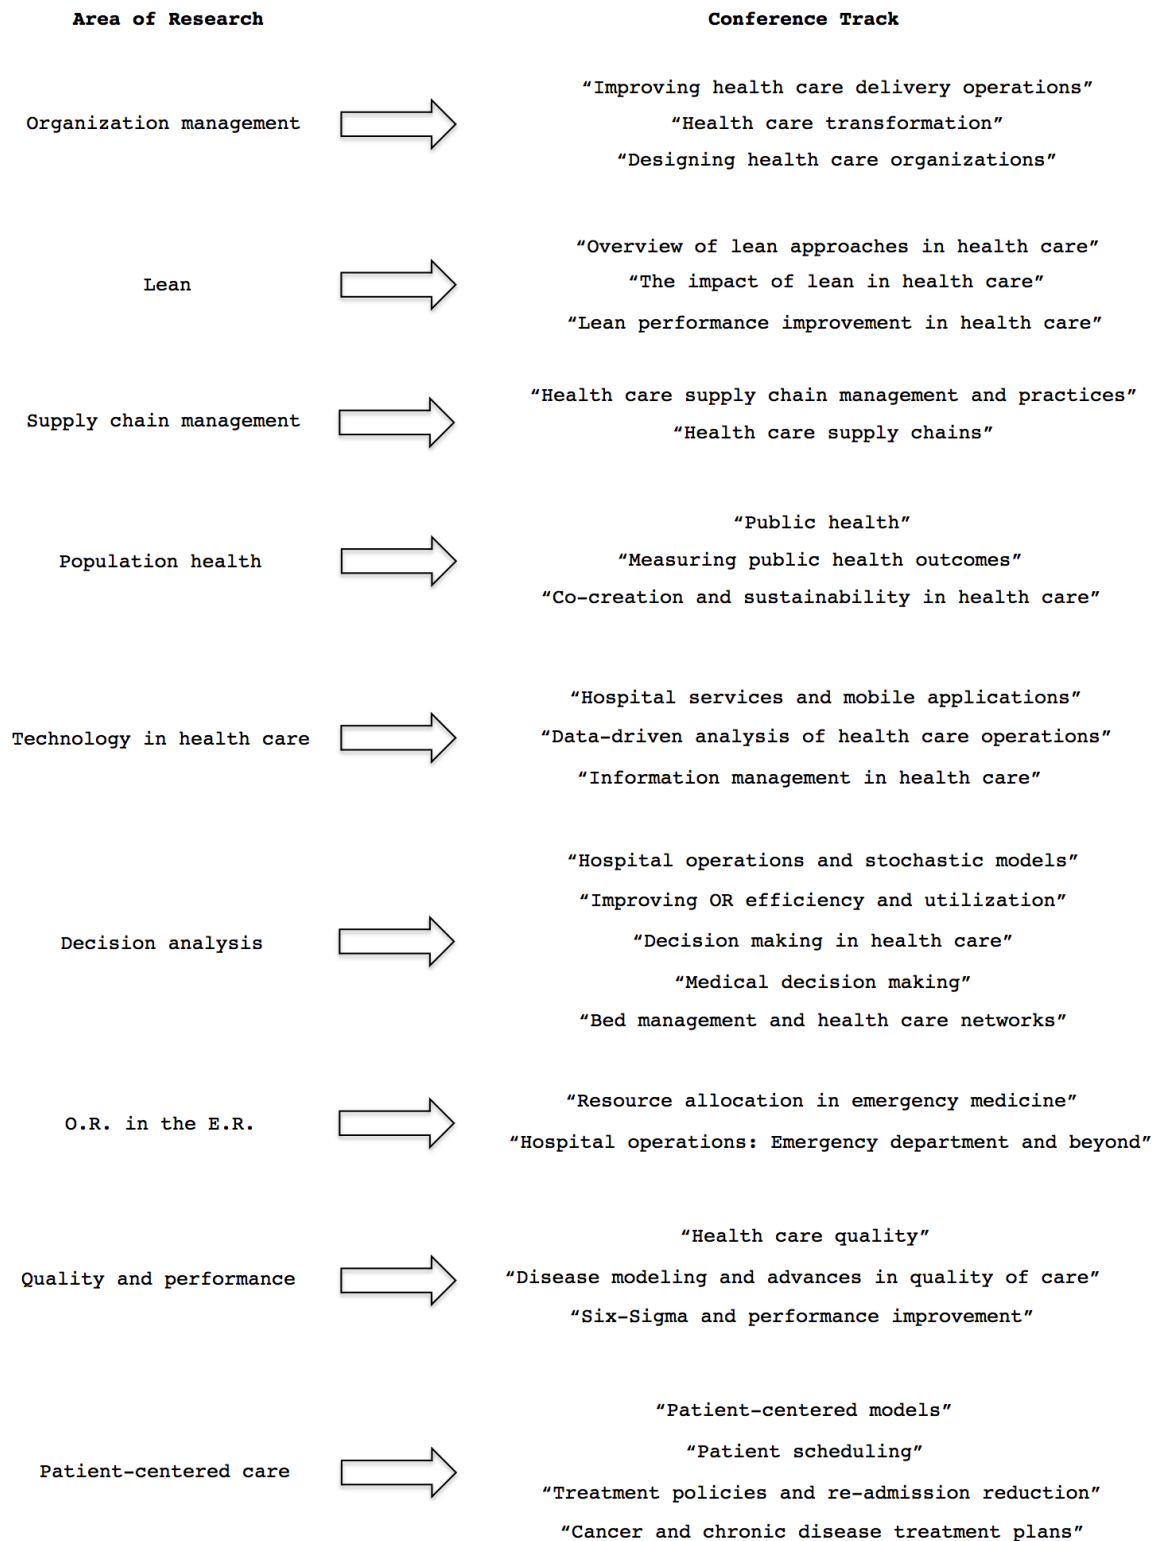 Area of Research
Conference Track
“Improving health care delivery operations”
Organization management
“Health care transformation”
“Designing health care organizations”
“Overview of lean approaches in health care”
Lean
“The impact of lean in health care”
“Lean performance improvement in health care”
“Health care supply chain management and practices”
Supply chain management
“Health care supply chains”
“Public health”
Population health
“Measuring public health outcomes”
“Co-creation and sustainability in health care”
“Hospital services and mobile applications”
Technology in health care
“Data-driven analysis of health care operations”
“Information management in health care”
“Hospital operations and stochastic models”
“Improving OR efficiency and utilization”
Decision analysis
“Decision making in health care”
“Medical decision making”
“Bed management and health care networks”
“Resource allocation in emergency medicine”
O.R. in the E.R.
“Hospital operations: Emergency department and beyond”
“Health care quality”
Quality and performance
“Disease modeling and advances in quality of care”
“Six-Sigma and performance improvement”
“Patient-centered models”
“Patient scheduling”
Patient-centered care
“Treatment policies and re-admission reduction”
“Cancer and chronic disease treatment plans”